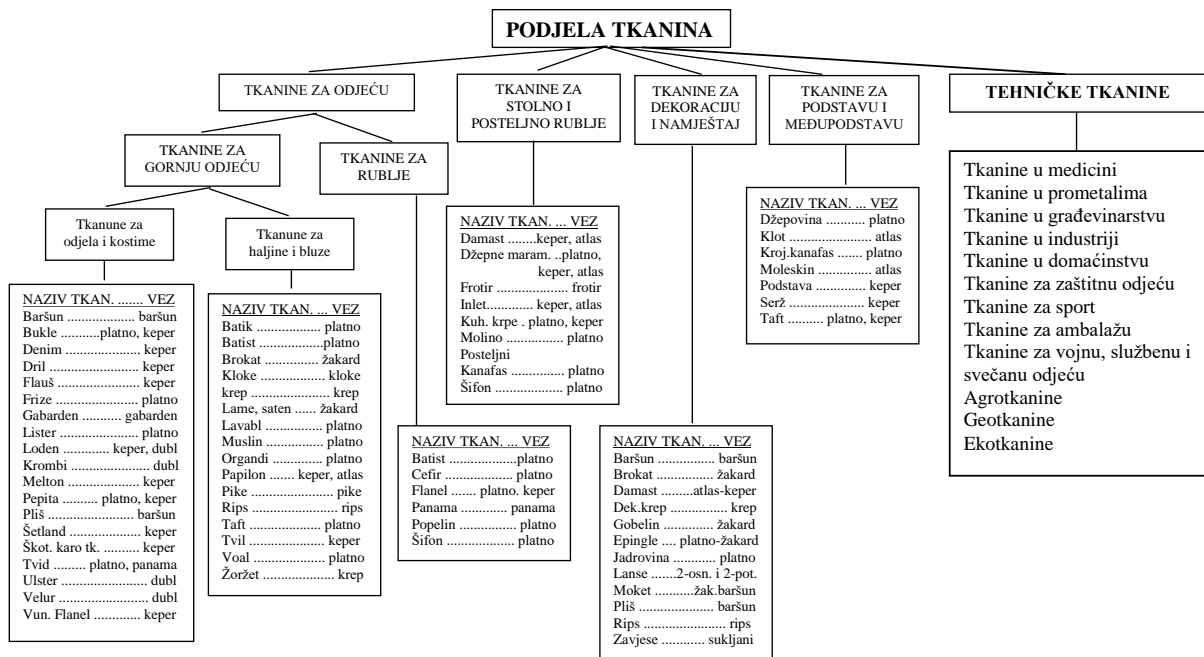 PODJELA TKANINA
TKANINE ZA ODJEĆU
TKANINE ZA
STOLNO I
POSTELJNO RUBLJE
TKANINE ZA
DEKORACIJU
I NAMJEŠTAJ
TKANINE ZA
PODSTAVU I
MEĐUPODSTAVU
TEHNIČKE TKANINE
TKANINE ZA
GORNJU ODJEĆU
TKANINE ZA
RUBLJE
Tkanune za
odjela i kostime
Tkanune za
haljine i bluze
NAZIV TKAN. ....... VEZ
Baršun ................ baršun
Bukle ...........platno, keper
Denim ................. keper
Dril ...................... keper
Flauš .................... keper
Frize .................... platno
Gabarden ........... gabarden
Lister ................... platno
Loden ........... keper, dubl
Krombi .................. dubl
Melton ................. keper
Pepita .......... platno, keper
Pliš ..................... baršun
Šetland ................. keper
Škot. karo tk. .......... keper
Tvid ......... platno, panama
Ulster ..................... dubl
Velur ...................... dubl
Vun. Flanel ............. keper
NAZIV TKAN. ... VEZ
Batik .................. platno
Batist ...................platno
Brokat ................. žakard
Kloke ................... kloke
krep ....................... krep
Lame, saten ...... žakard
Lavabl ................ platno
Muslin ................ platno
Organdi .............. platno
Papilon ....... keper, atlas
Pike ....................... pike
Rips ........................ rips
Taft ..................... platno
Tvil ..................... keper
Voal .................... platno
Žoržet .................... krep
NAZIV TKAN. ... VEZ
Batist ...................platno
Cefir ................... platno
Flanel ....... platno. keper
Panama ............ panama
Popelin ............... platno
Šifon ................... platno
NAZIV TKAN. ... VEZ
Damast ........keper, atlas
Džepne maram. ..platno,
keper, atlas
Frotir ................... frotir
Inlet............ keper, atlas
Kuh. krpe . platno, keper
Molino ............... platno
Posteljni
Kanafas .............. platno
Šifon .................. platno
NAZIV TKAN. ... VEZ
Baršun ............... baršun
Brokat ................ žakard
Damast .........atlas-keper
Dek.krep .............. krep
Gobelin .............. žakard
Epingle .... platno-žakard
Jadrovina ............ platno
Lanse .......2-osn. i 2-pot.
Moket ...........žak.baršun
Pliš ..................... baršun
Rips ....................... rips
Zavjese ............ sukljani
NAZIV TKAN. ... VEZ
Džepovina ........... platno
Klot ...................... atlas
Kroj.kanafas ....... platno
Moleskin .............. atlas
Podstava .............. keper
Serž ..................... keper
Taft .......... platno, keper
Tkanine u medicini
Tkanine u prometalima
Tkanine u građevinarstvu
Tkanine u industriji
Tkanine u domaćinstvu
Tkanine za zaštitnu odjeću
Tkanine za sport
Tkanine za ambalažu
Tkanine za vojnu, službenu i
svečanu odjeću
Agrotkanine
Geotkanine
Ekotkanine